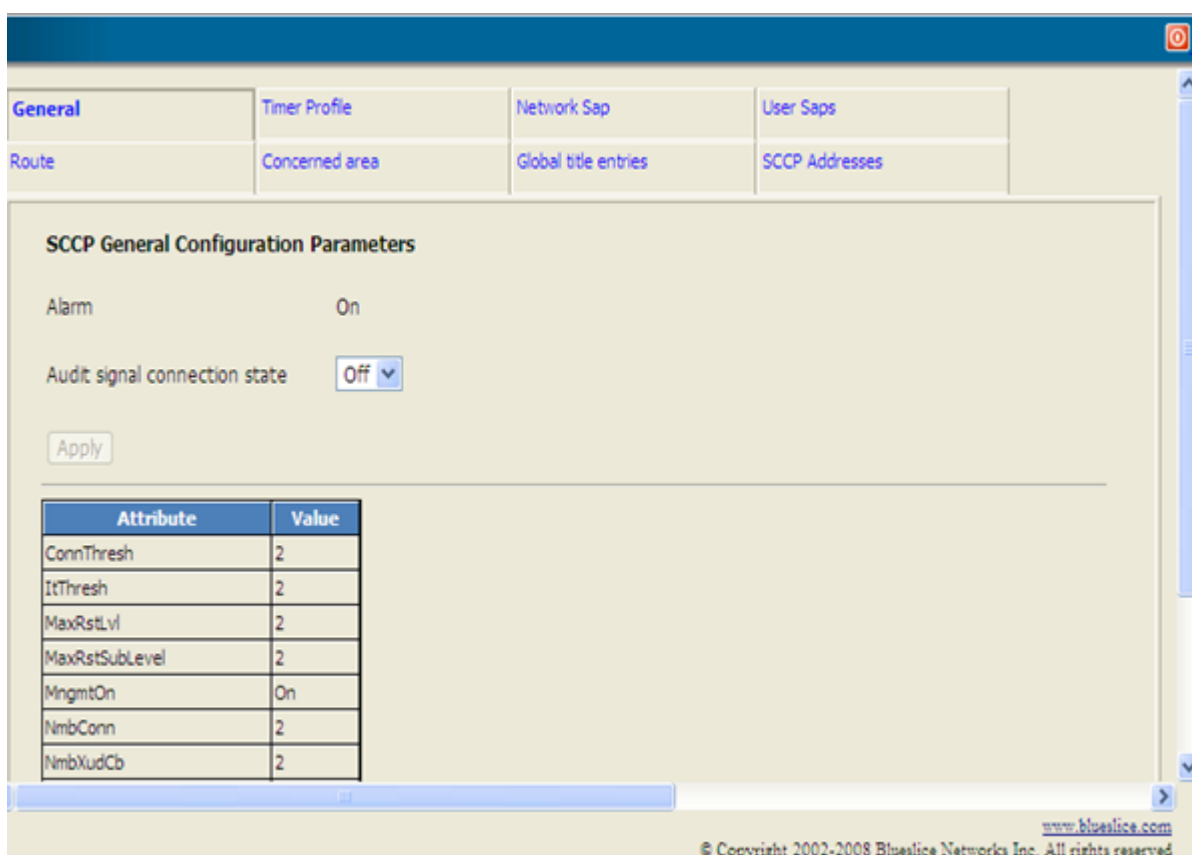 General Timer Profile Network Sap User Saps
Route Concerned area Global title entries SCCP Addresses
SCCP General Configuration Parameters
Alarm On
Audit signal connection state Off
Apply
Attribute Value
ConnThresh 2
ItThresh 2
MaxRstLvl 2
MaxRstSubLevel 2
MngmtOn On
NmbConn 2
NmbXudCb 2
www.blueslice.com
© Copyright 2002-2008 Blueslice Networks Inc. All rights reserved